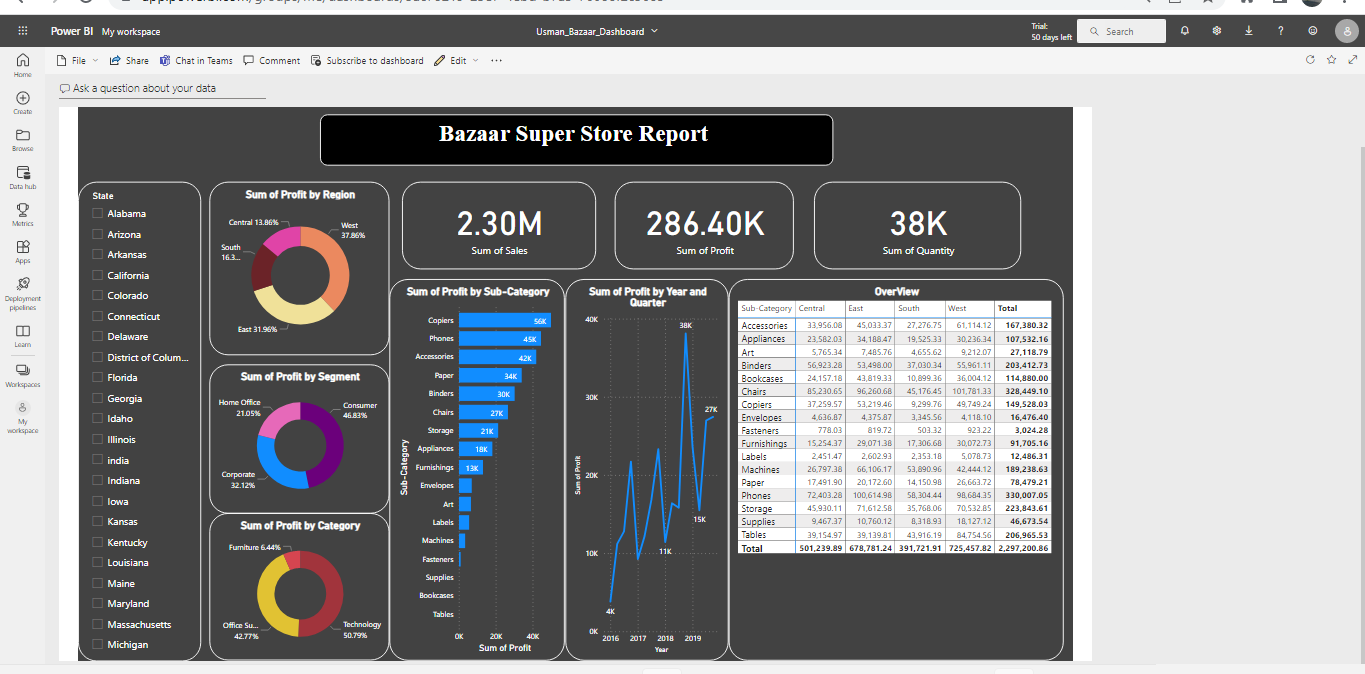 Power BI My workspace
Usman_Bazaar_Dashboard
Trial:
50 days left
Search
File Share Chat in Teams Comment Subscribe to dashboard Edit
Home
Create
Browse
Data hub
Metrics
Apps
Deployment
pipelines
Learn
Workspaces
My
workspace
Ask a question about your data
Bazaar Super Store Report
State
Alabama
Arizona
Arkansas
California
Colorado
Connecticut
Delaware
District of Colum...
Florida
Georgia
Idaho
Illinois
india
Indiana
Iowa
Kansas
Kentucky
Louisiana
Maine
Maryland
Massachusetts
Michigan
Sum of Profit by Region
Central 13.86%
West
37.86%
South
16.3...
East 31.96%
Sum of Profit by Segment
Home Office
21.05%
Consumer
46.83%
Corporate
32.12%
Sum of Profit by Category
Furniture 6.44%
Office Su...
42.77%
Technology
50.79%
2.30M
Sum of Sales
286.40K
Sum of Profit
38K
Sum of Quantity
Sum of Profit by Sub-Category
Sub-Category
Copiers 56K
Phones 45K
Accessories 42K
Paper 34K
Binders 30K
Chairs 27K
Storage 21K
Appliances 18K
Furnishings 13K
Envelopes
Art
Labels
Machines
Fasteners
Supplies
Bookcases
Tables
0K 20K 40K
Sum of Profit
Sum of Profit by Year and
Quarter
Sum of Profit
40K
38K
30K
27K
20K
15K
11K
10K
4K
0K
2016 2017 2018 2019
Year
OverView
Sub-Category Central East South West Total
Accessories 33,956.08 45,033.37 27,276.75 61,114.12 167,380.32
Appliances 23,582.03 34,188.47 19,525.33 30,236.34 107,532.16
Art 5,765.34 7,485.76 4,655.62 9,212.07 27,118.79
Binders 56,923.28 53,498.00 37,030.34 55,961.11 203,412.73
Bookcases 24,157.18 43,819.33 10,899.36 36,004.12 114,880.00
Chairs 85,230.65 96,260.68 45,176.45 101,781.33 328,449.10
Copiers 37,259.57 53,219.46 9,299.76 49,749.24 149,528.03
Envelopes 4,636.87 4,375.87 3,345.56 4,118.10 16,476.40
Fasteners 778.03 819.72 503.32 923.22 3,024.28
Furnishings 15,254.37 29,071.38 17,306.68 30,072.73 91,705.16
Labels 2,451.47 2,602.93 2,353.18 5,078.73 12,486.31
Machines 26,797.38 66,106.17 53,890.96 42,444.12 189,238.63
Paper 17,491.90 20,172.60 14,150.98 26,663.72 78,479.21
Phones 72,403.28 100,614.98 58,304.44 98,684.35 330,007.05
Storage 45,930.11 71,612.58 35,768.06 70,532.85 223,843.61
Supplies 9,467.37 10,760.12 8,318.93 18,127.12 46,673.54
Tables 39,154.97 39,139.81 43,916.19 84,754.56 206,965.53
Total 501,239.89 678,781.24 391,721.91 725,457.82 2,297,200.86